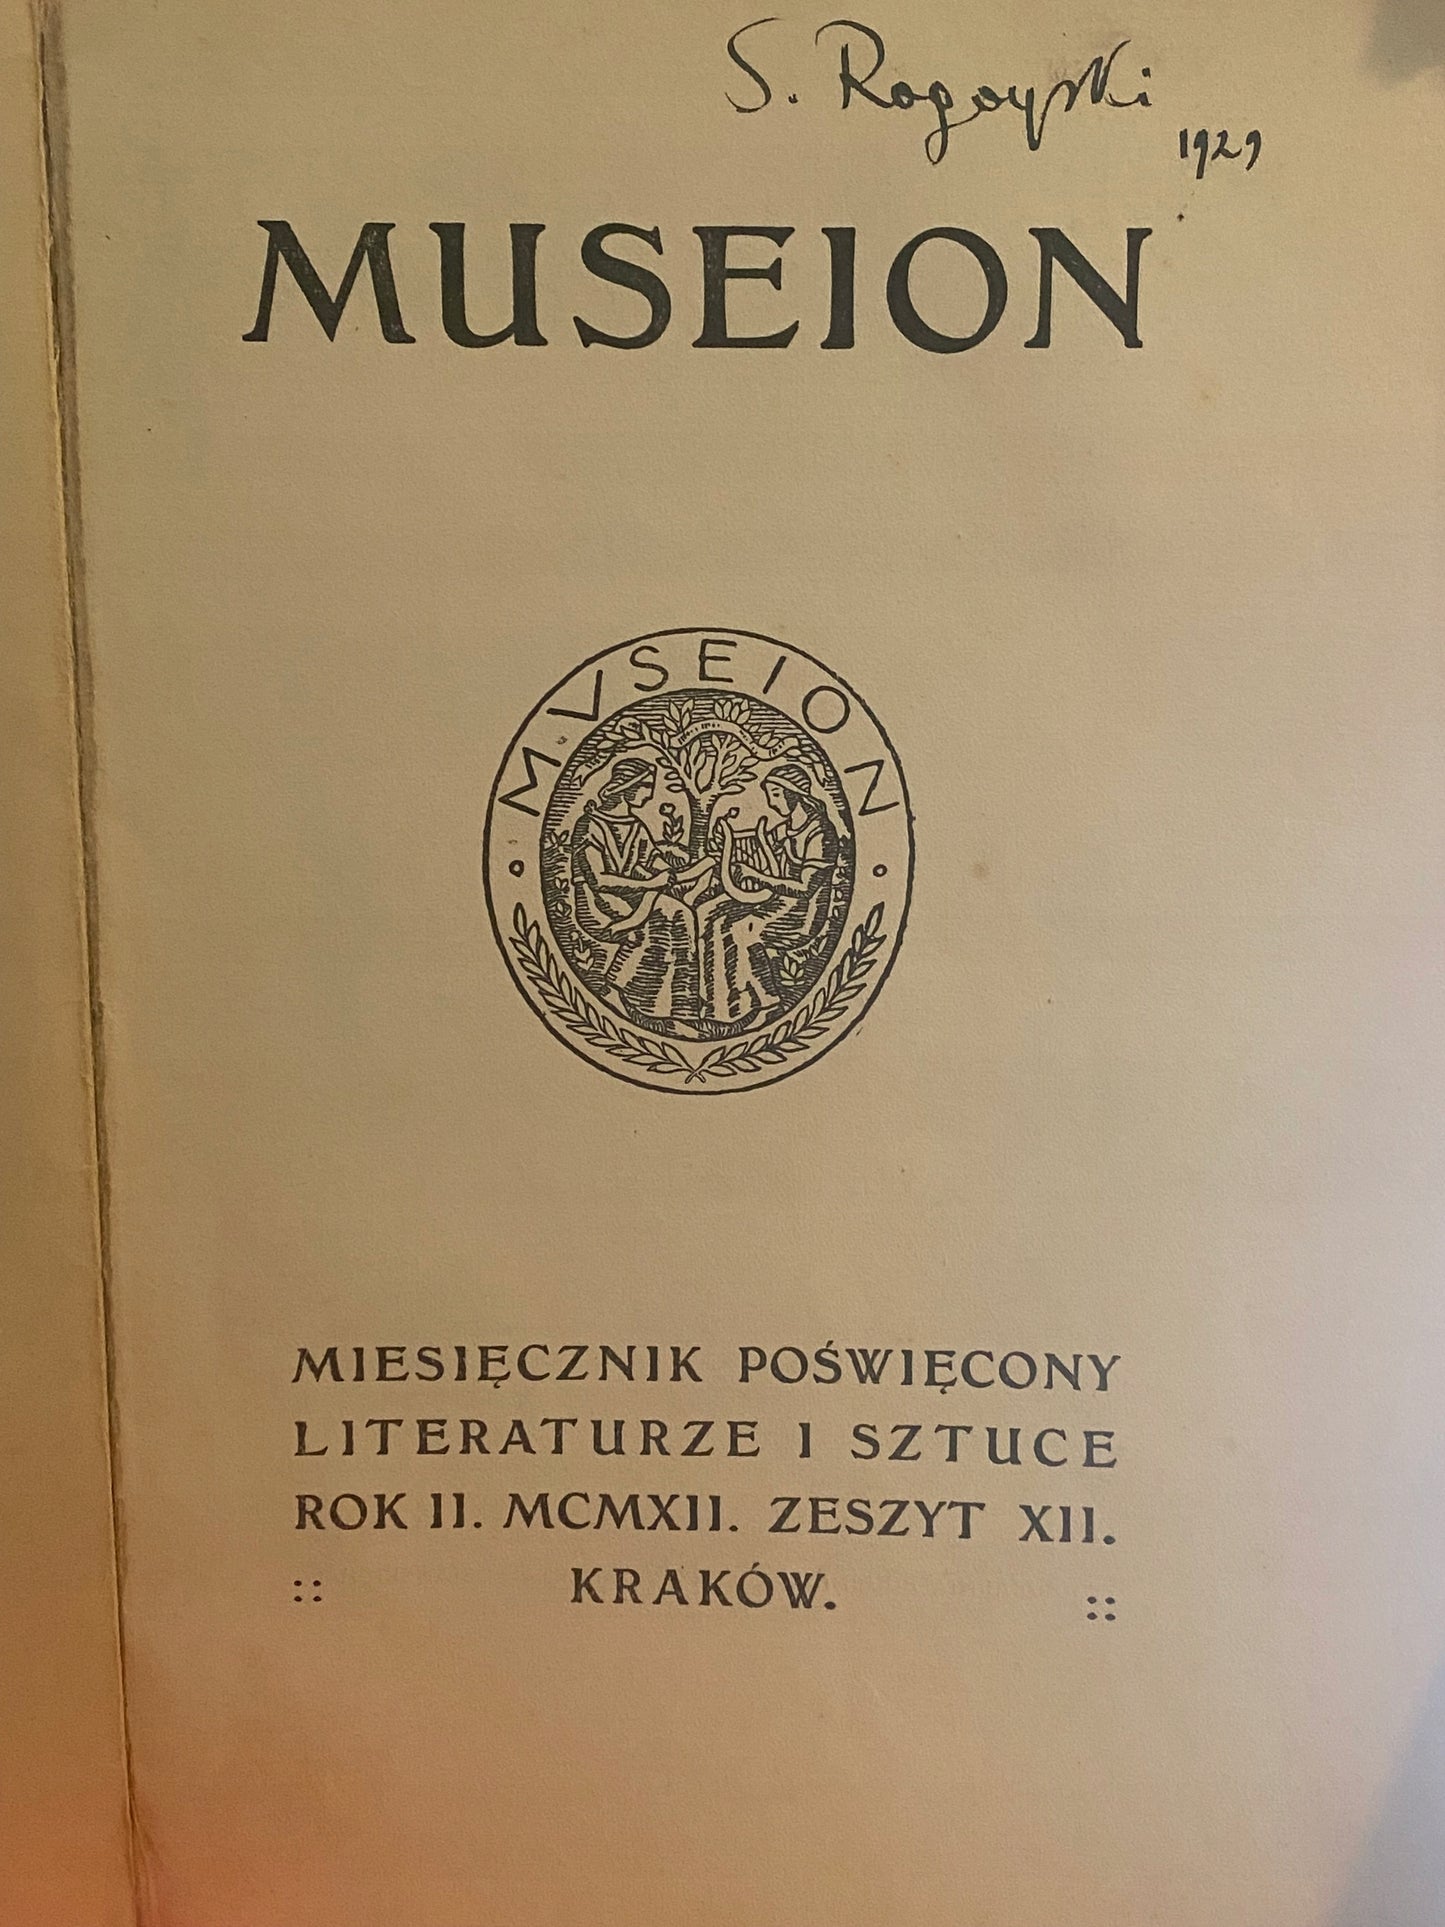 S. Rogoyski
1929
MUSEION
MVSEION
MIESIĘCZNIK POŚWIĘCONY
LITERATURZE I SZTUCE
ROK II. MCMXII. ZESZYT XII.
:: KRAKÓW. ::